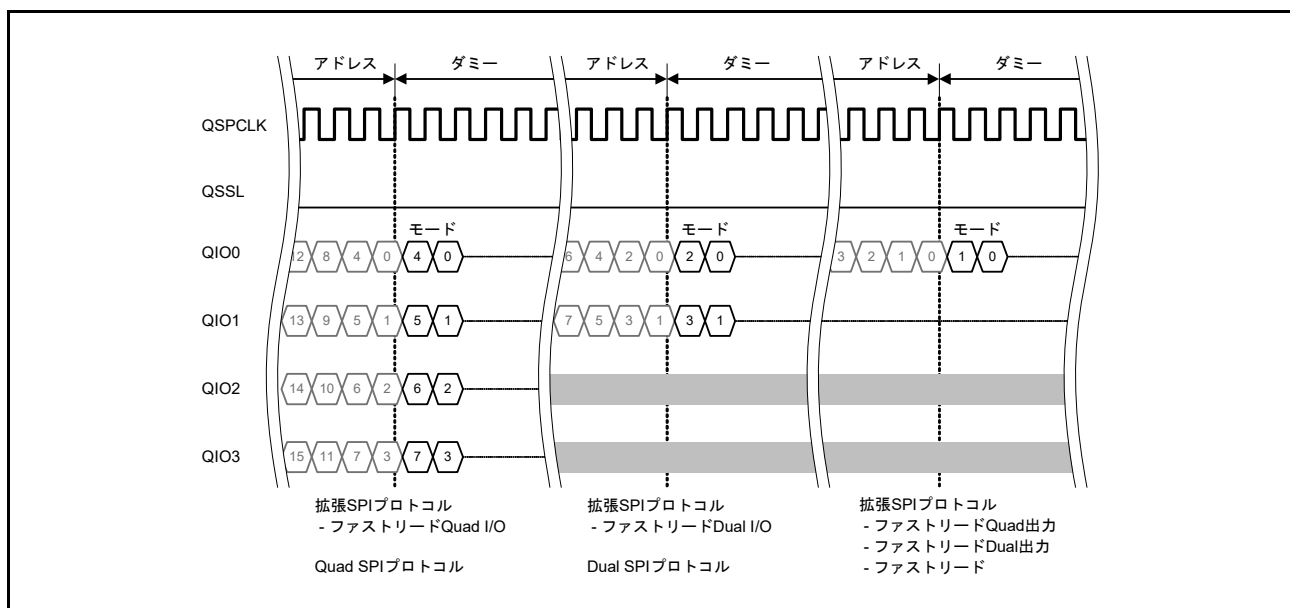 アドレス ダミー アドレス ダミー アドレス ダミー
QSPCLK
QSSL
モード モード モード
QIO0 12 8 4 0 4 0 6 4 2 0 2 0 3 2 1 0 1 0
QIO1 13 9 5 1 5 1 7 5 3 1 3 1
QIO2 14 10 6 2 6 2
QIO3 15 11 7 3 7 3
拡張SPIプロトコル
- ファストリードQuad I/O
Quad SPIプロトコル
拡張SPIプロトコル
- ファストリードDual I/O
Dual SPIプロトコル
拡張SPIプロトコル
- ファストリードQuad出力
- ファストリードDual出力
- ファストリード